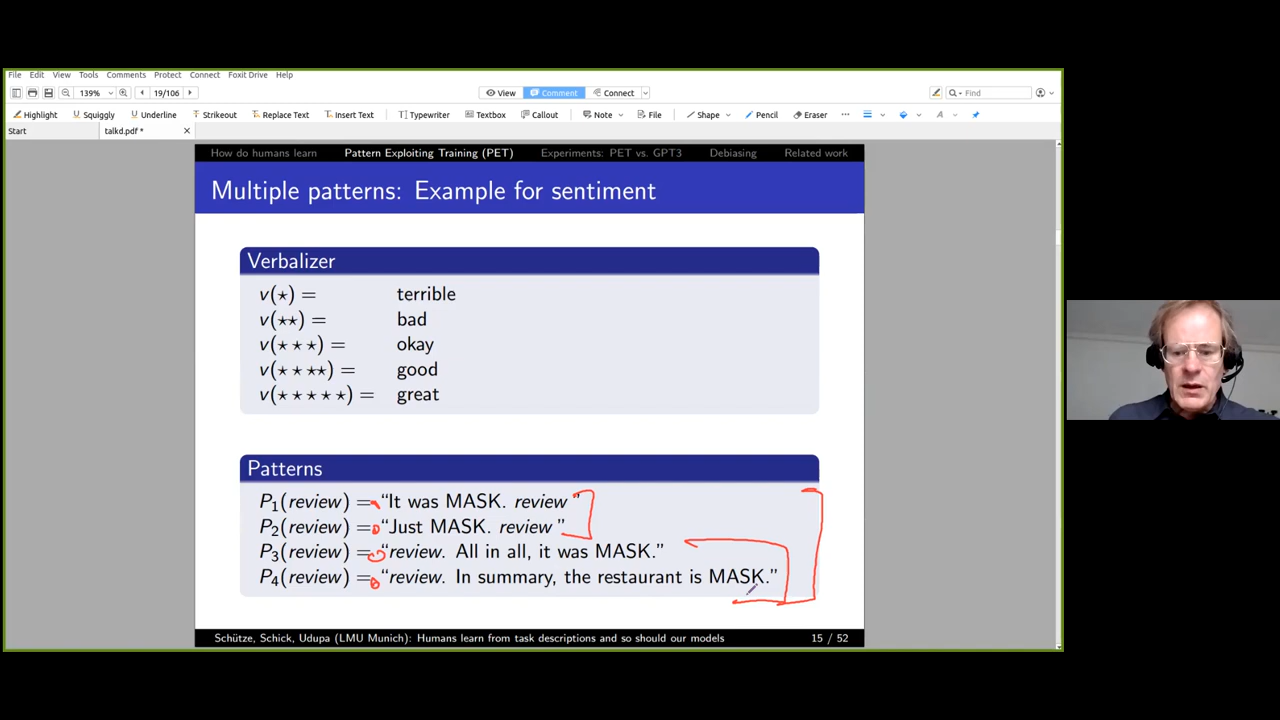 File Edit View Tools Comments Protect Connect Foxit Drive Help
139% 19/106 View Comment Connect Find
Highlight Squiggly Underline Strikeout Replace Text Insert Text Typewriter Textbox Callout Note File Shape Pencil Eraser
Start talkd.pdf *
How do humans learn Pattern Exploiting Training (PET) Experiments: PET vs. GPT3 Debiasing Related work
Multiple patterns: Example for sentiment
Verbalizer
v(⋆) = terrible
v(⋆⋆) = bad
v(⋆ ⋆ ⋆) = okay
v(⋆ ⋆ ⋆⋆) = good
v(⋆ ⋆ ⋆ ⋆ ⋆) = great
Patterns
P1(review) = “It was MASK. review ”
P2(review) = “Just MASK. review ”
P3(review) = “review. All in all, it was MASK.”
P4(review) = “review. In summary, the restaurant is MASK.”
Schütze, Schick, Udupa (LMU Munich): Humans learn from task descriptions and so should our models 15 / 52